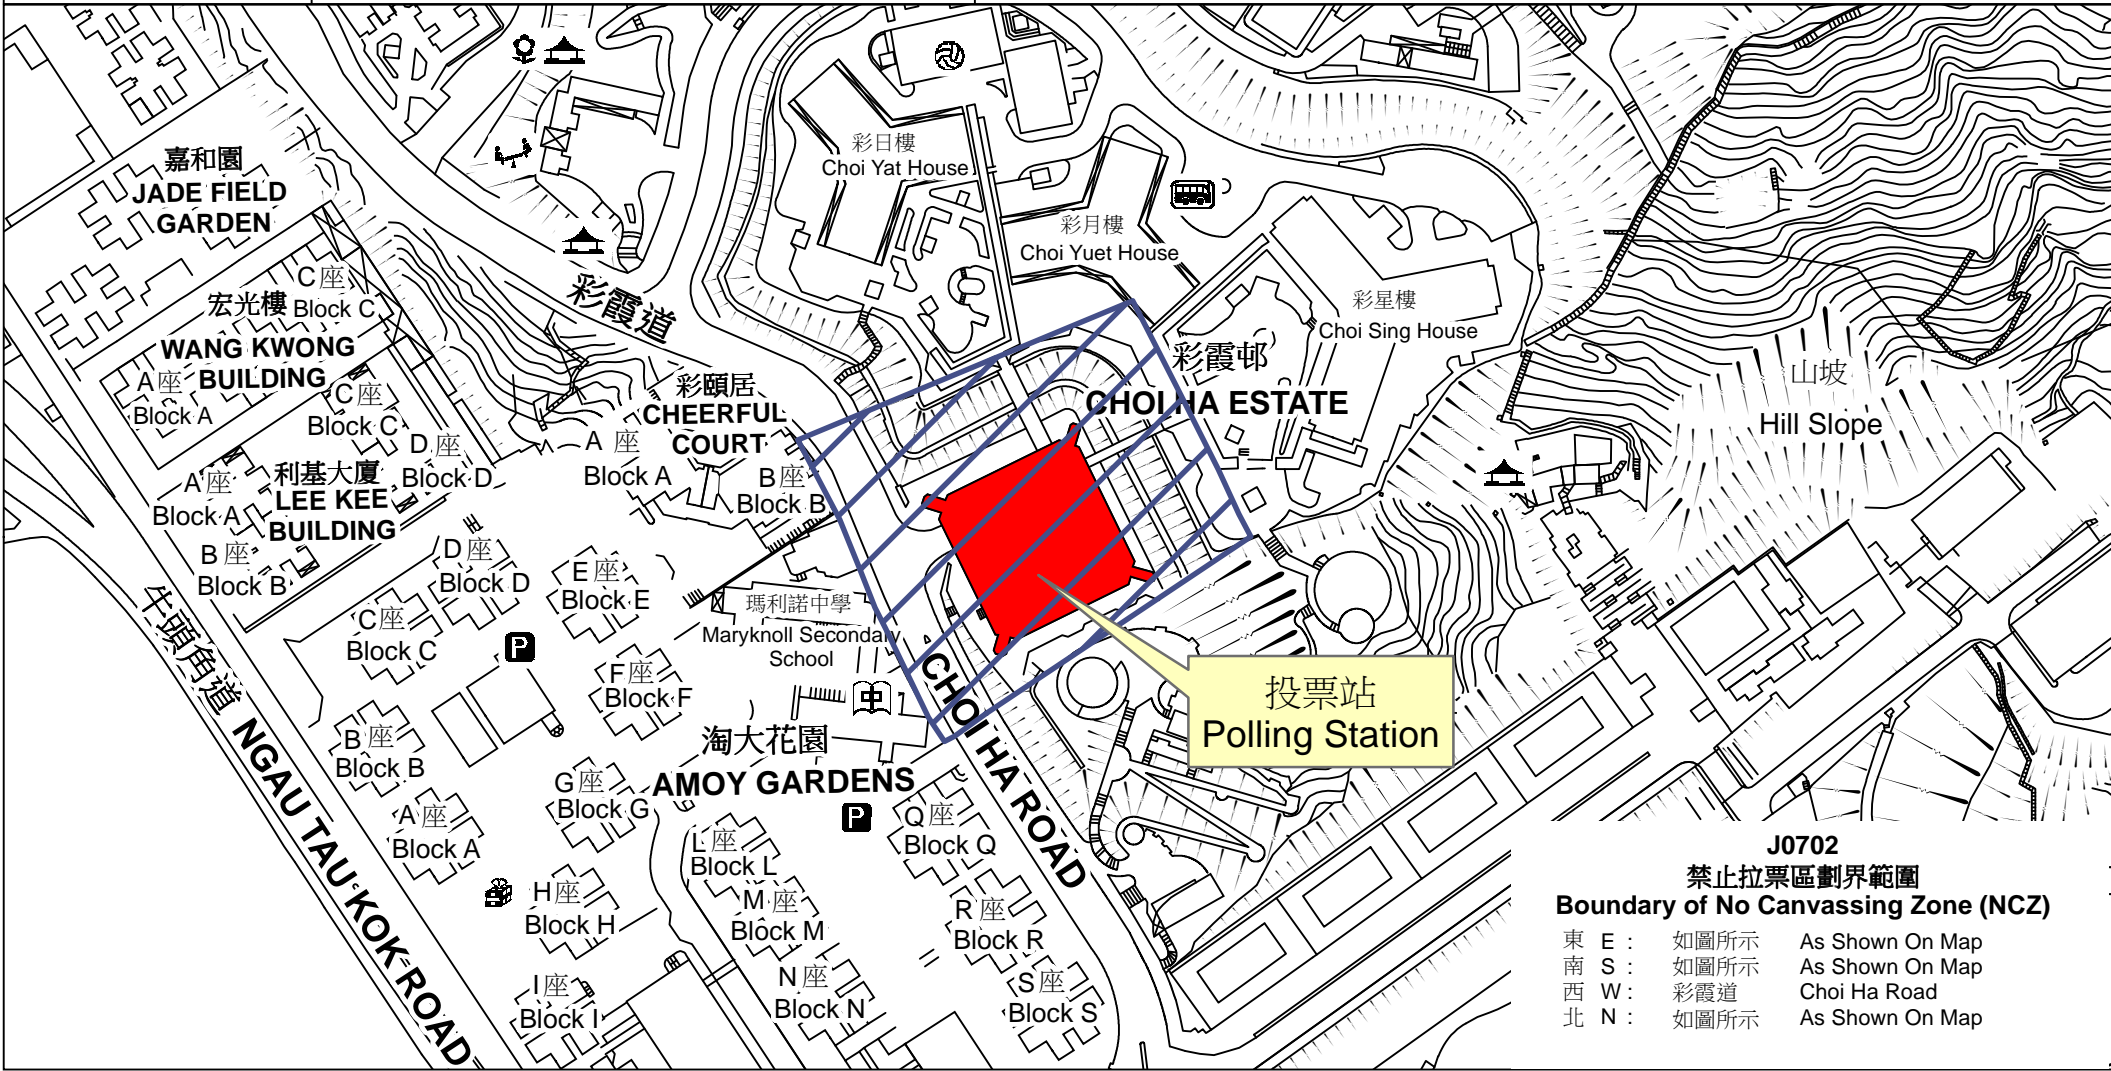 彩日樓
Choi Yat House
嘉和園
JADE FIELD
GARDEN
彩月樓
Choi Yuet House
C座
Block C
宏光樓
WANG KWONG
BUILDING
A座
Block A
彩霞道
彩星樓
Choi Sing House
彩霞邨
CHOI HA ESTATE
山坡
Hill Slope
彩頤居
CHEERFUL
COURT
A 座
Block A
B座
Block B
C座
Block C
D座
Block D
利基大廈
LEE KEE
BUILDING
A座
Block A
B座
Block B
D座
Block D
C座
Block C
E座
Block E
瑪利諾中學
Maryknoll Secondary
School
中
P
F座
Block F
牛頭角道 NGAU TAU KOK ROAD
CHOI HA ROAD
投票站
Polling Station
淘大花園
AMOY GARDENS
P
B座
Block B
A座
Block A
G座
Block G
H座
Block H
I座
Block I
L座
Block L
M座
Block M
N座
Block N
Q座
Block Q
R座
Block R
S座
Block S
J0702
禁止拉票區劃界範圍
Boundary of No Canvassing Zone (NCZ)
東 E : 如圖所示 As Shown On Map
南 S : 如圖所示 As Shown On Map
西 W : 彩霞道 Choi Ha Road
北 N : 如圖所示 As Shown On Map